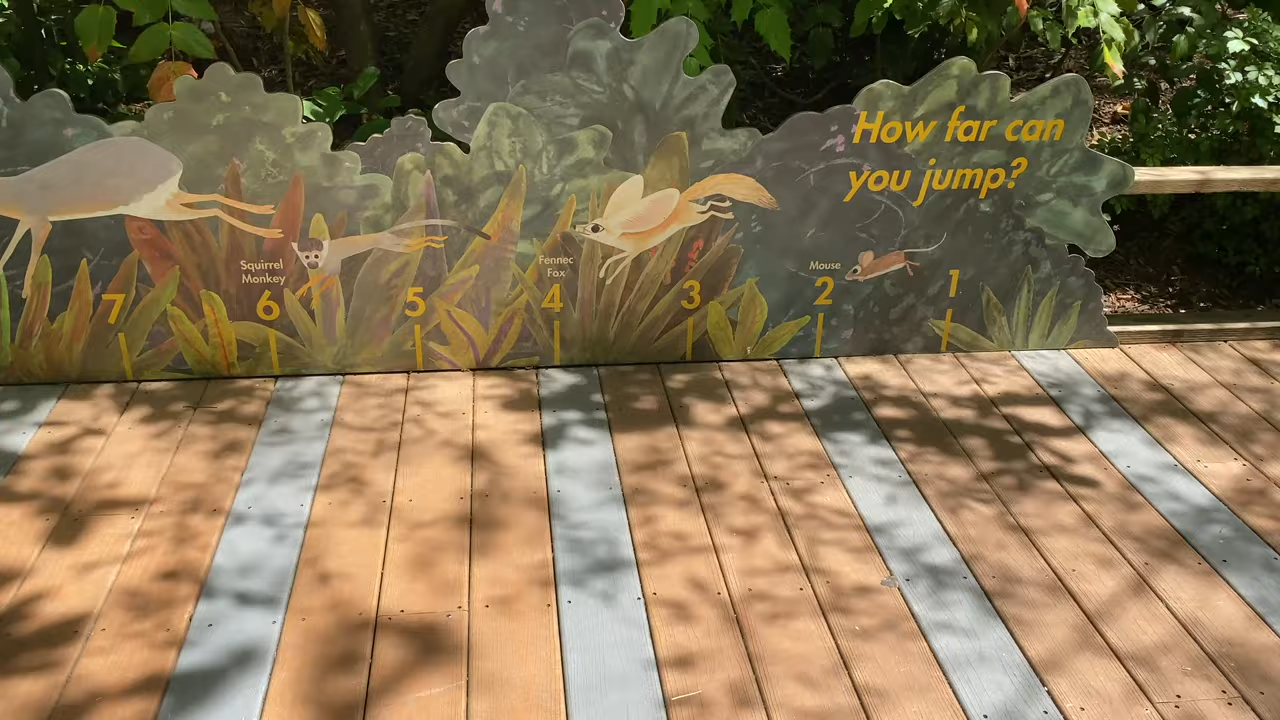 How far can
you jump?
Squirrel
Monkey
Fennec
Fox
Mouse
7
6
5
4
3
2
1